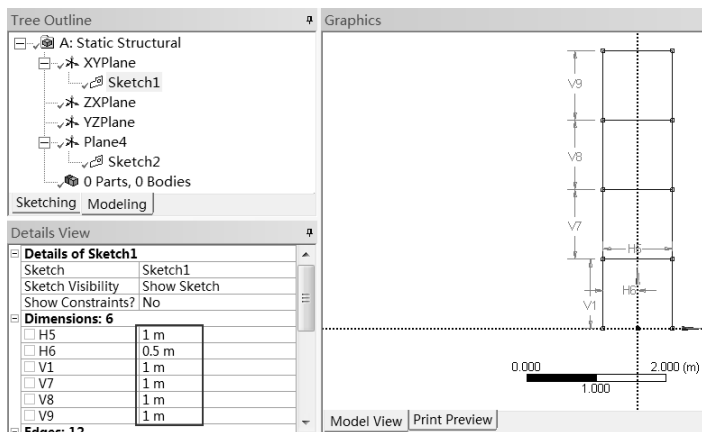 Tree Outline
A: Static Structural
XYPlane
Sketch1
ZXPlane
YZPlane
Plane4
Sketch2
0 Parts, 0 Bodies
Sketching Modeling
Details View
Details of Sketch1
Sketch Sketch1
Sketch Visibility Show Sketch
Show Constraints? No
Dimensions: 6
H5 1 m
H6 0.5 m
V1 1 m
V7 1 m
V8 1 m
V9 1 m
Edges: 12
Graphics
V9
V8
V7
H5
H6
V1
0.000 2.000 (m)
1.000
Model View Print Preview